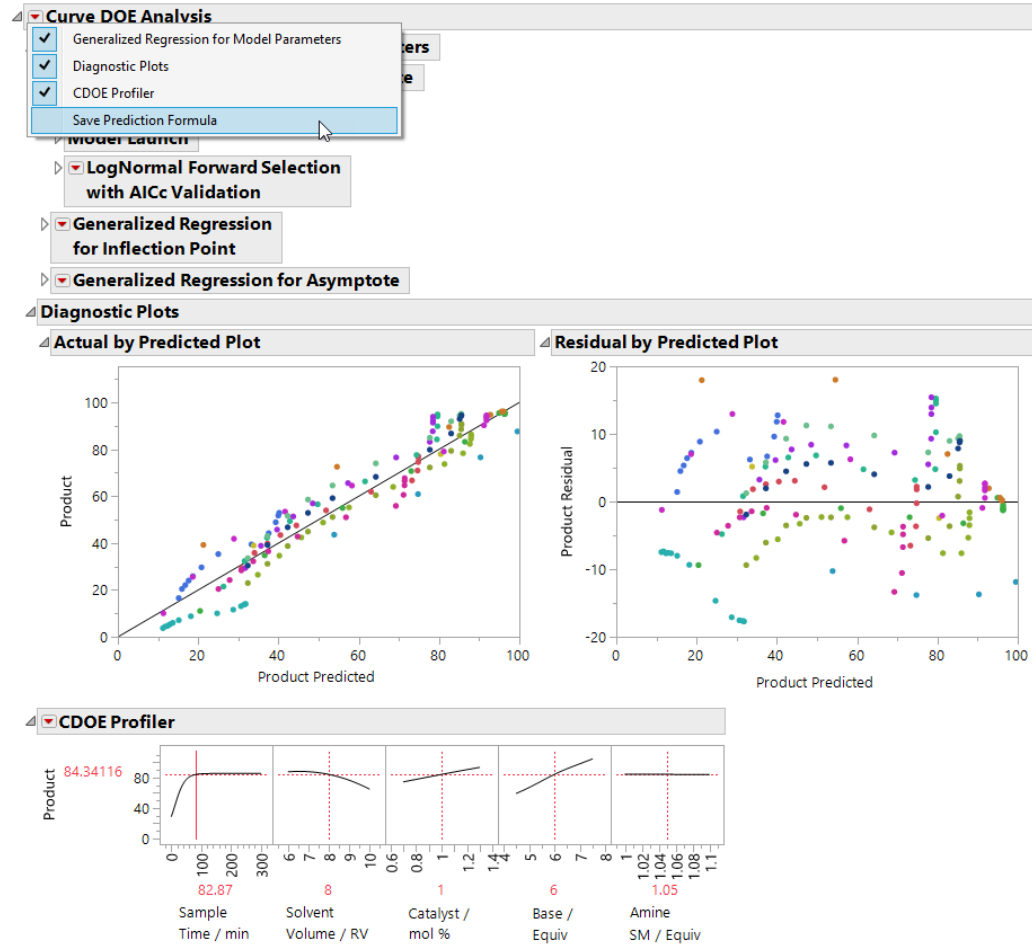 Curve DOE Analysis
Generalized Regression for Model Parameters
ters
Diagnostic Plots
te
CDOE Profiler
Save Prediction Formula
Model Launch
LogNormal Forward Selection
with AICc Validation
Generalized Regression
for Inflection Point
Generalized Regression for Asymptote
Diagnostic Plots
Actual by Predicted Plot
Residual by Predicted Plot
Product
100
80
60
40
20
0
0 20 40 60 80 100
Product Predicted
Product Residual
20
10
0
-10
-20
0 20 40 60 80 100
Product Predicted
CDOE Profiler
Product
84.34116
80
40
0
0 100 200 300
6 7 8 9 10
0.6 0.8 1 1.2 1.4
4 5 6 7 8
1 1.02 1.04 1.06 1.08 1.1
82.87
Sample
Time / min
8
Solvent
Volume / RV
1
Catalyst /
mol %
6
Base /
Equiv
1.05
Amine
SM / Equiv